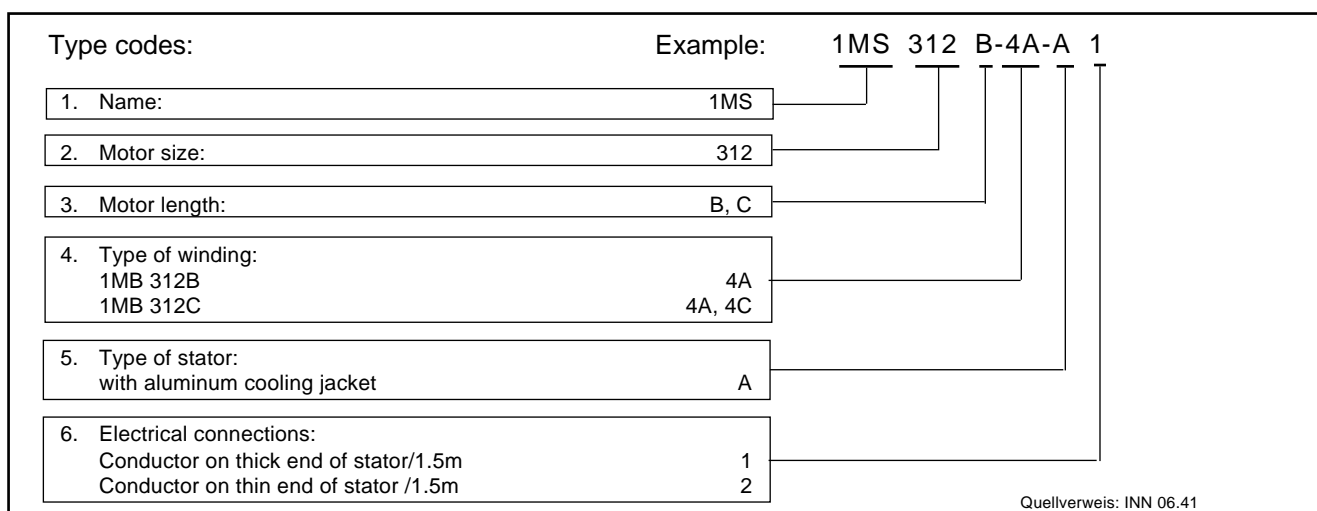 Type codes: Example: 1MS 312 B-4A-A 1
1. Name: 1MS
2. Motor size: 312
3. Motor length: B, C
4. Type of winding:
1MB 312B 4A
1MB 312C 4A, 4C
5. Type of stator:
with aluminum cooling jacket A
6. Electrical connections:
Conductor on thick end of stator/1.5m 1
Conductor on thin end of stator /1.5m 2
Quellverweis: INN 06.41